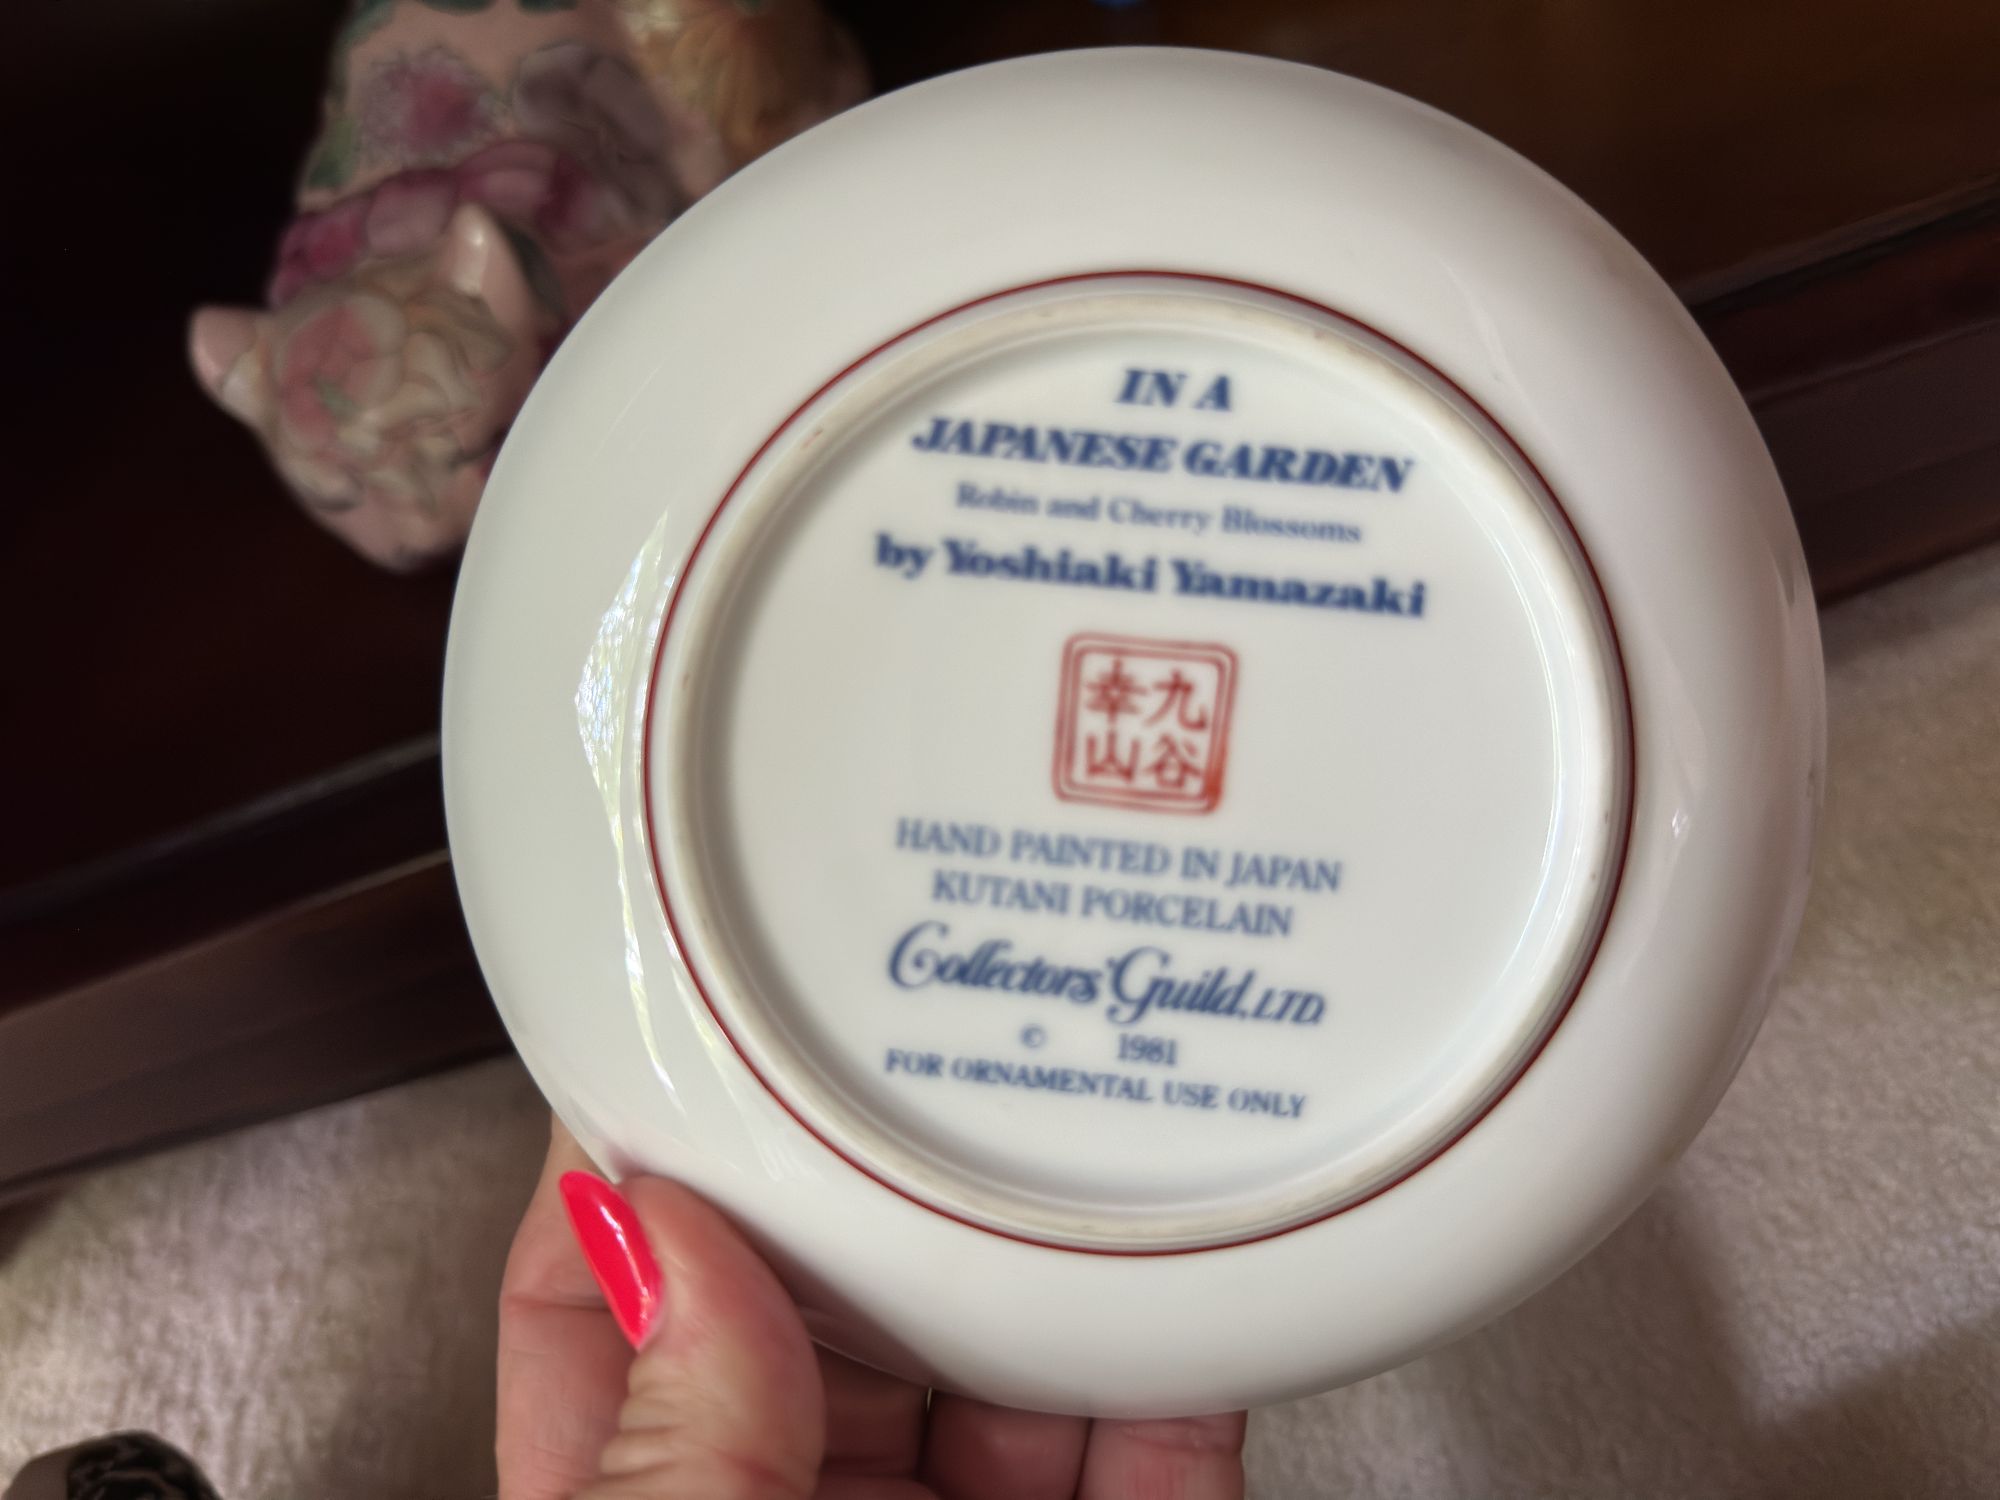 IN A
JAPANESE GARDEN
Robin and Cherry Blossoms
by Yoshiaki Yamazaki
九谷
幸山
HAND PAINTED IN JAPAN
KUTANI PORCELAIN
Collectors' Guild, LTD.
© 1981
FOR ORNAMENTAL USE ONLY